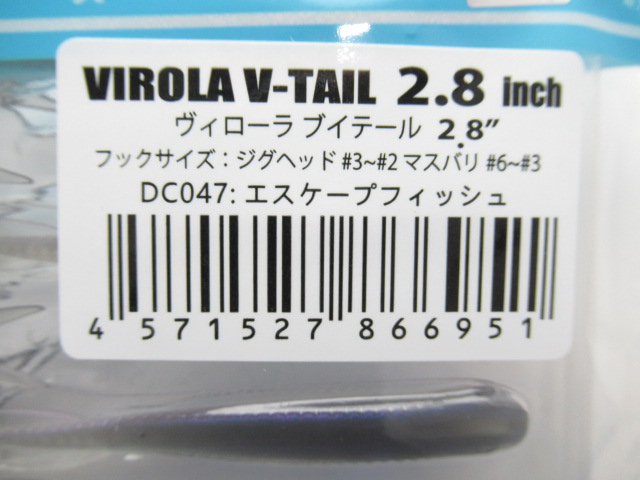 VIROLA V-TAIL 2.8 inch
ヴィローラ ブイテール 2.8"
フックサイズ：ジグヘッド #3~#2 マスバリ #6~#3
DC047: エスケープフィッシュ
4 571527 866951